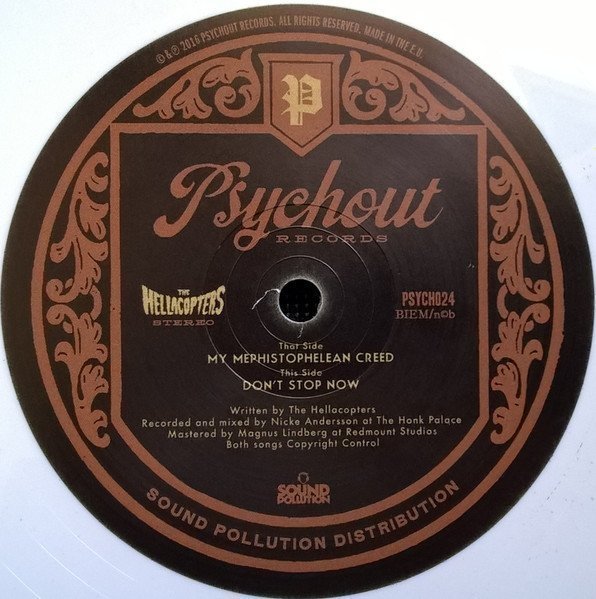 © & ℗ 2016 PSYCHOUT RECORDS. ALL RIGHTS RESERVED. MADE IN THE E.U.
P
Psychout
RECORDS
THE
HELLACOPTERS
STEREO
PSYCH024
BIEM/n©b
That Side
MY MEPHISTOPHELEAN CREED
This Side
DON'T STOP NOW
Written by The Hellacopters
Recorded and mixed by Nicke Andersson at The Honk Palace
Mastered by Magnus Lindberg at Redmount Studios
Both songs Copyright Control
SOUND
POLLUTION
SOUND POLLUTION DISTRIBUTION